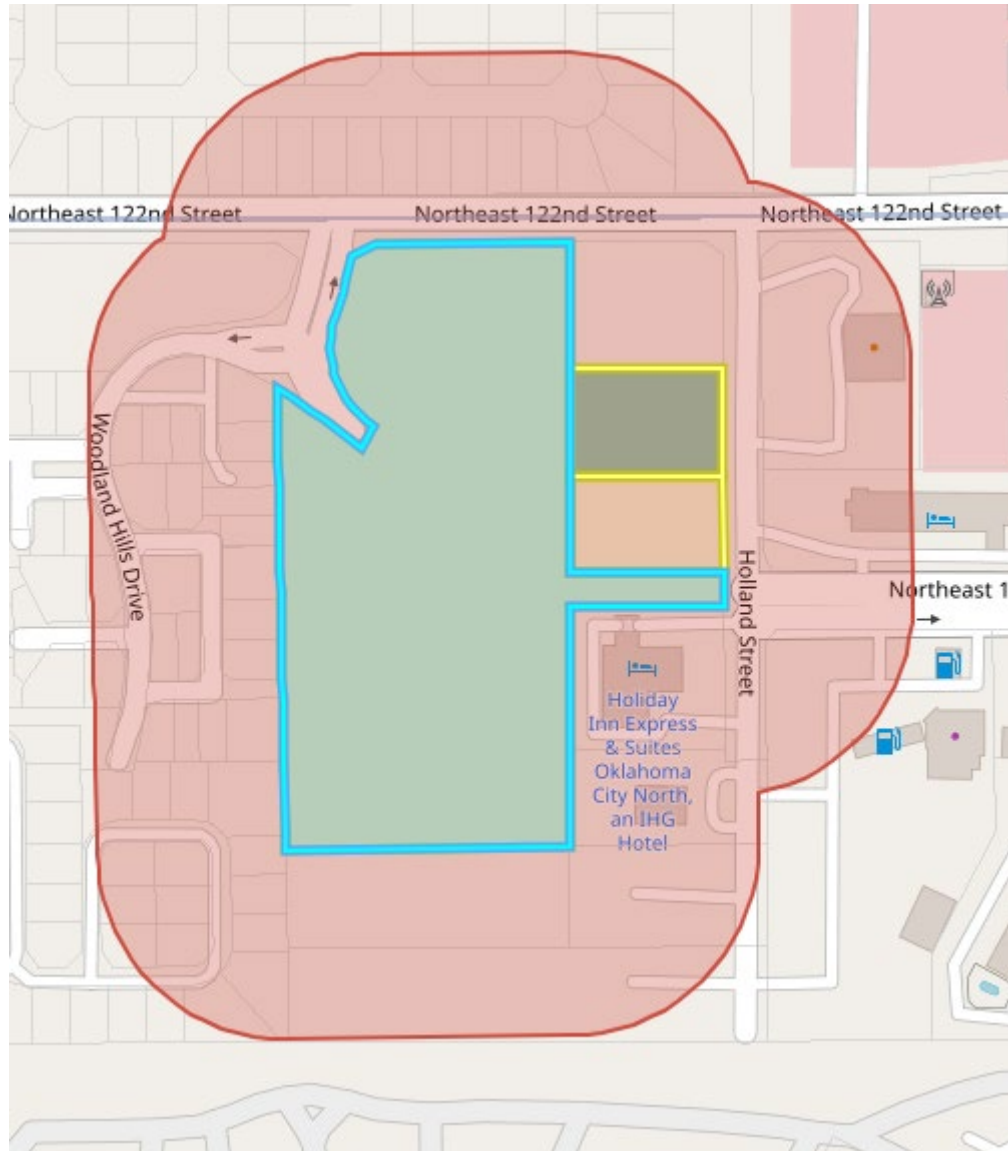 Northeast 122nd Street
Northeast 122nd Street
Northeast 122nd Street
Woodland Hills Drive
Holland Street
Northeast 1
Holiday
Inn Express
& Suites
Oklahoma
City North,
an IHG
Hotel